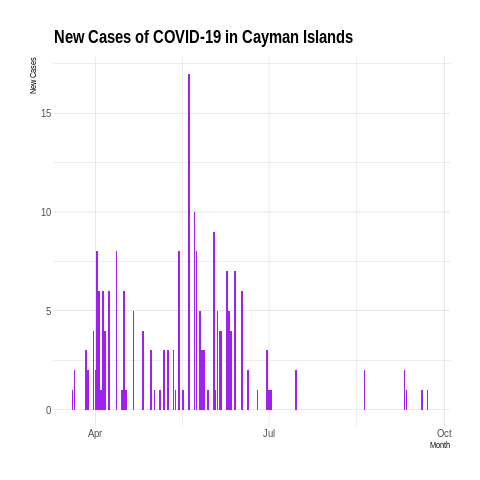 New Cases of COVID-19 in Cayman Islands
New Cases
15
10
5
0
Apr
Jul
Oct
Month